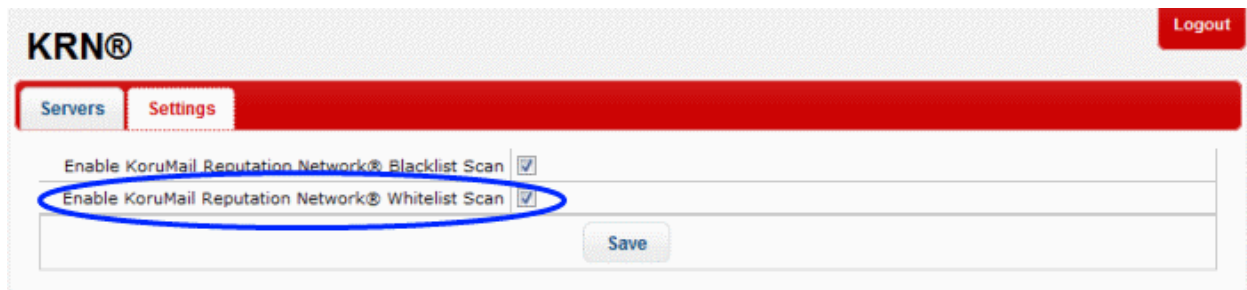 Logout
KRN®
Servers Settings
Enable KoruMail Reputation Network® Blacklist Scan
Enable KoruMail Reputation Network® Whitelist Scan
Save